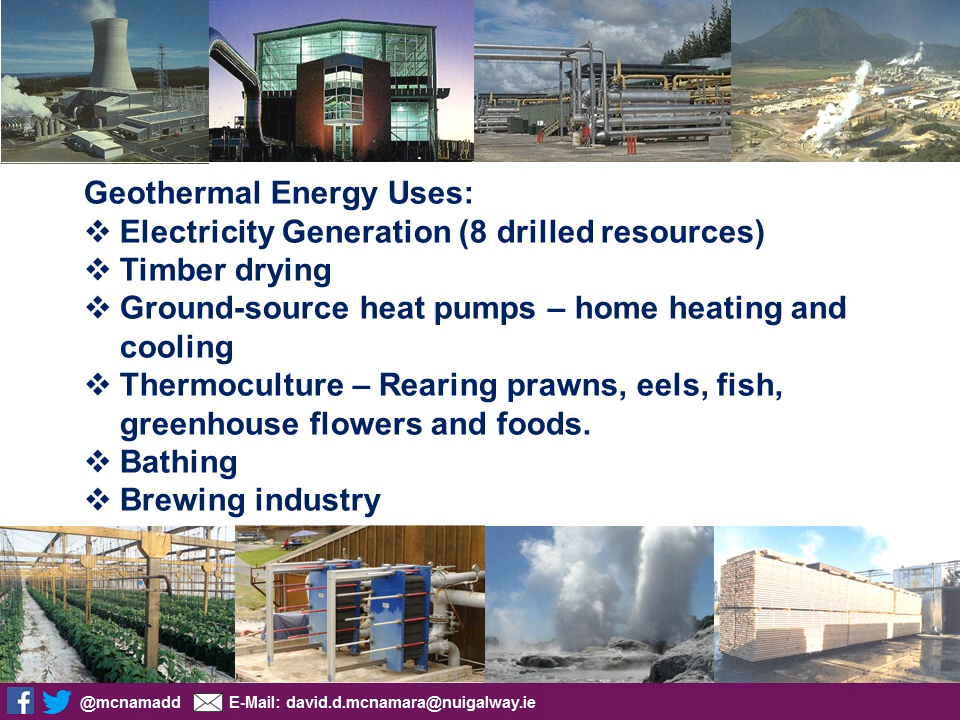 Geothermal Energy Uses:
❖ Electricity Generation (8 drilled resources)
❖ Timber drying
❖ Ground-source heat pumps – home heating and
cooling
❖ Thermoculture – Rearing prawns, eels, fish,
greenhouse flowers and foods.
❖ Bathing
❖ Brewing industry
@mcnamadd E-Mail: david.d.mcnamara@nuigalway.ie